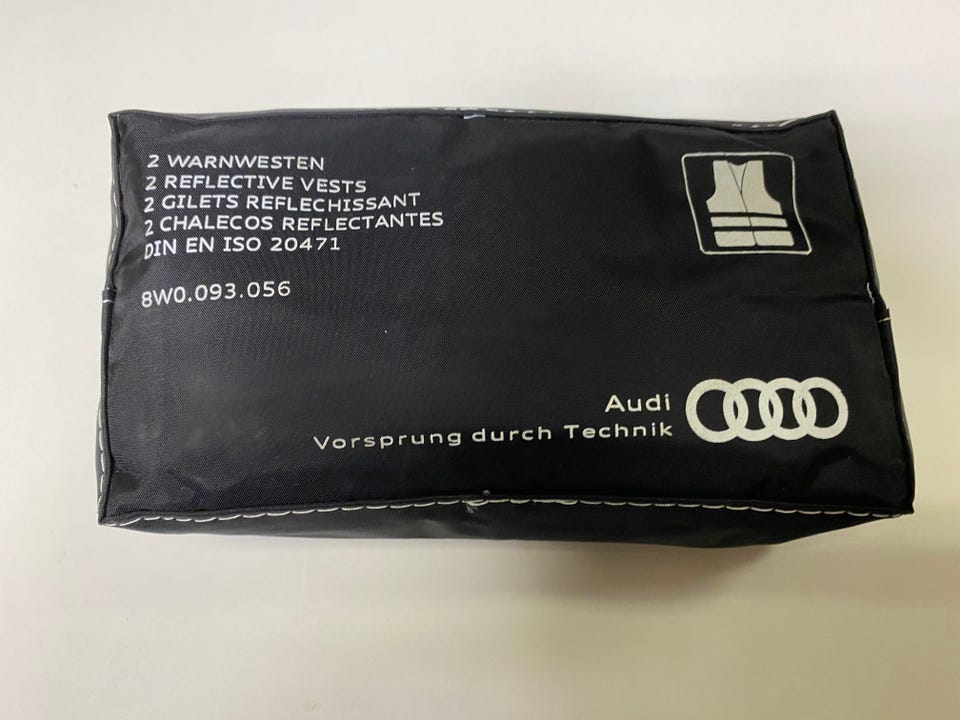 2 WARNWESTEN
2 REFLECTIVE VESTS
2 GILETS REFLECHISSANT
2 CHALECOS REFLECTANTES
DIN EN ISO 20471
8W0.093.056
Audi
Vorsprung durch Technik